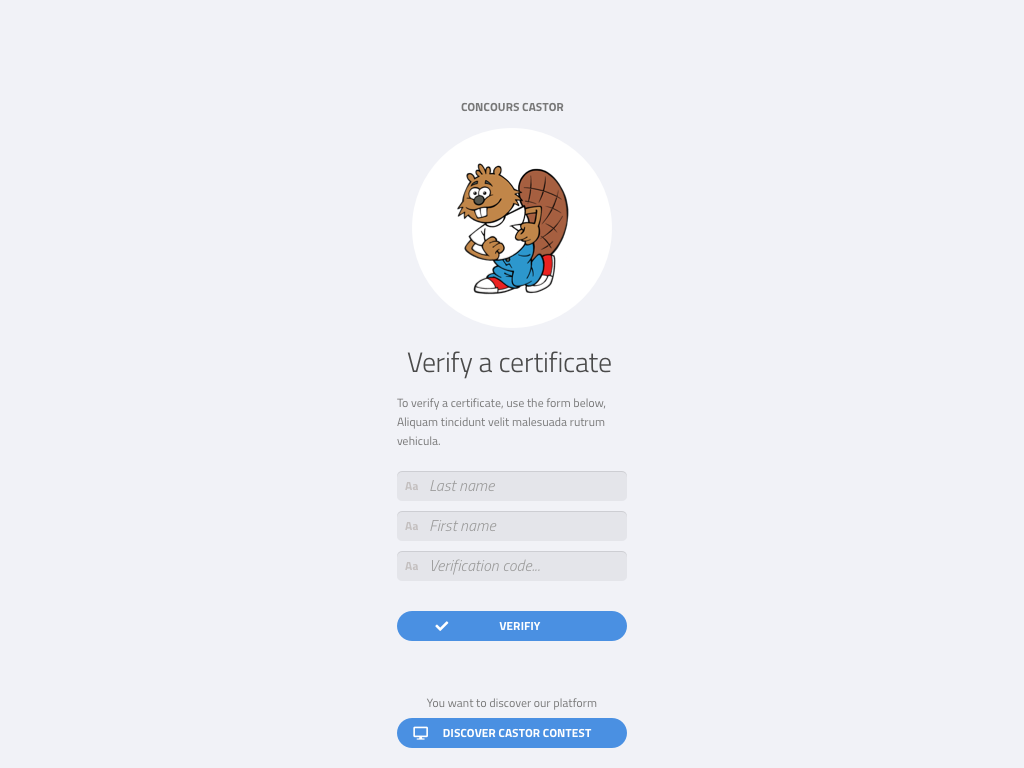 CONCOURS CASTOR
Verify a certificate
To verify a certificate, use the form below,
Aliquam tincidunt velit malesuada rutrum
vehicula.
Aa Last name
Aa First name
Aa Verification code...
VERIFIY
You want to discover our platform
DISCOVER CASTOR CONTEST